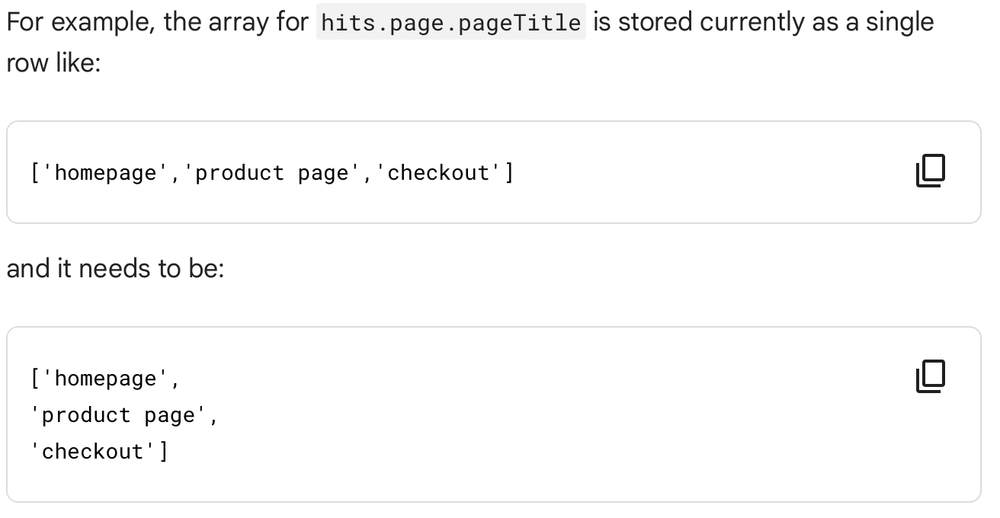 For example, the array for hits.page.pageTitle is stored currently as a single
row like:
['homepage','product page','checkout']
and it needs to be:
['homepage',
'product page',
'checkout']